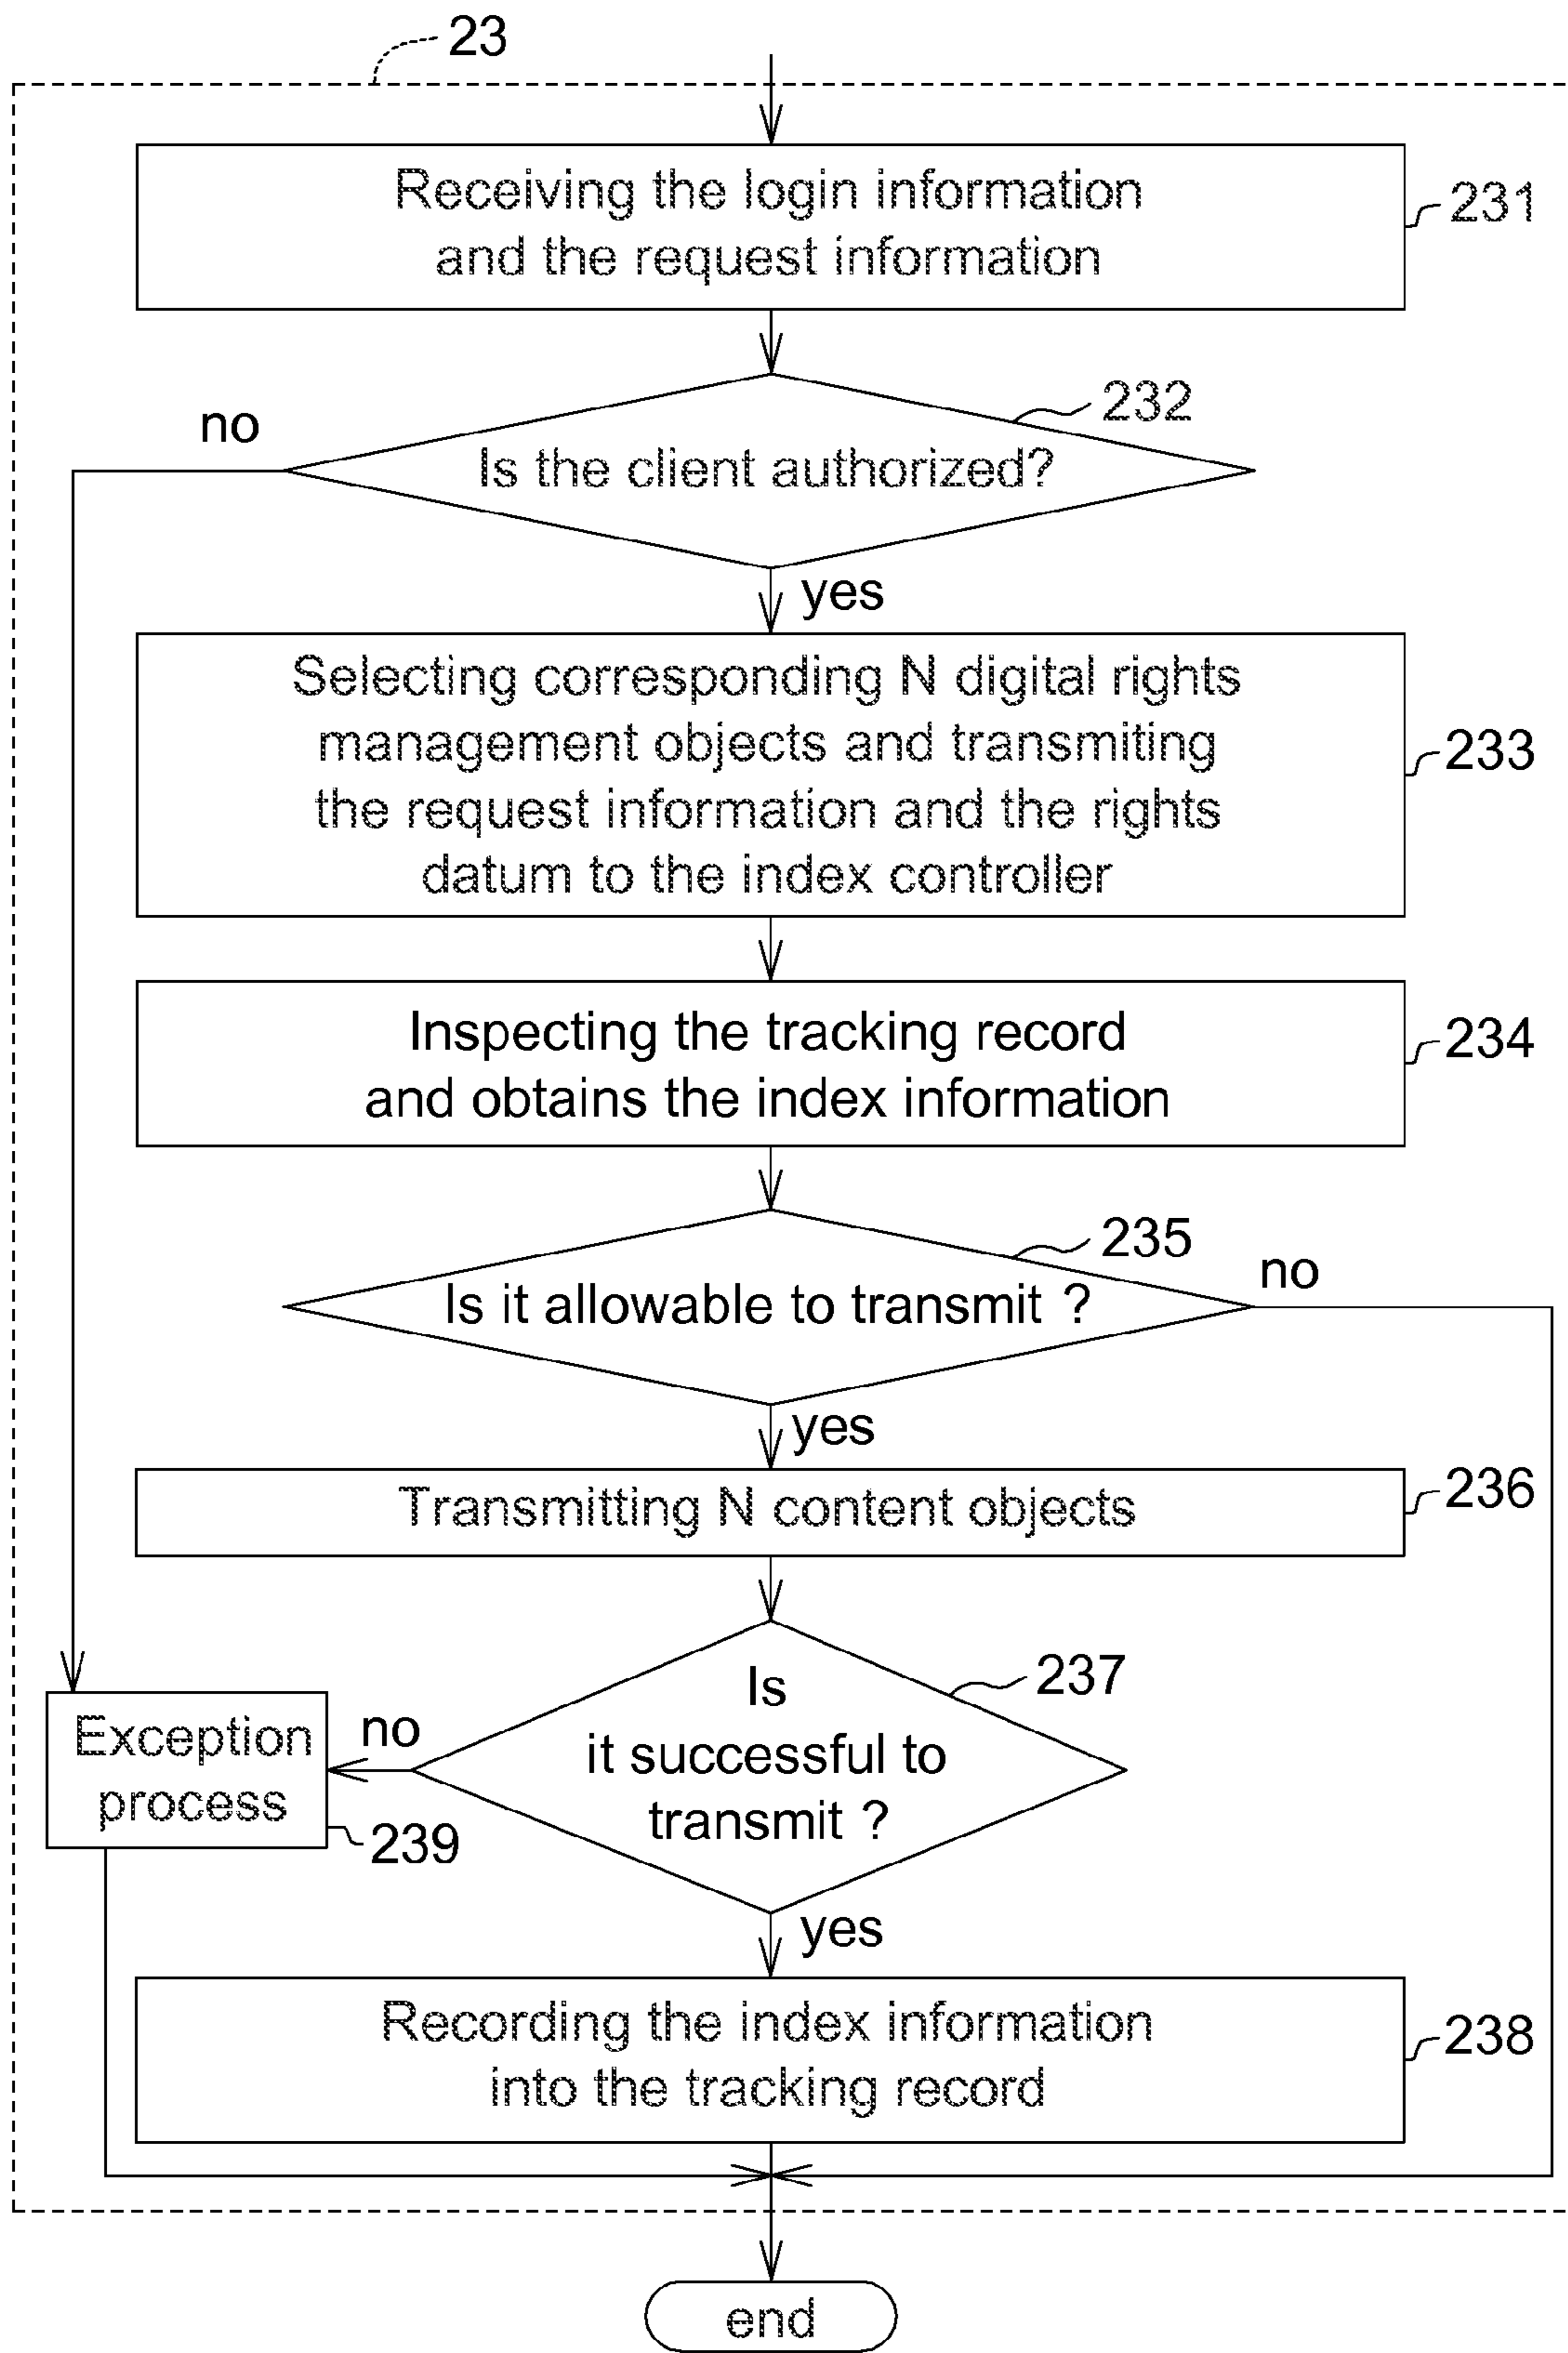 23
Receiving the login information
and the request information
231
232
no
Is the client authorized?
yes
Selecting corresponding N digital rights
management objects and transmiting
the request information and the rights
datum to the index controller
233
Inspecting the tracking record
and obtains the index information
234
235
no
Is it allowable to transmit ?
yes
Transmitting N content objects
236
237
Is
it successful to
transmit ?
no
Exception
process
239
yes
Recording the index information
into the tracking record
238
end